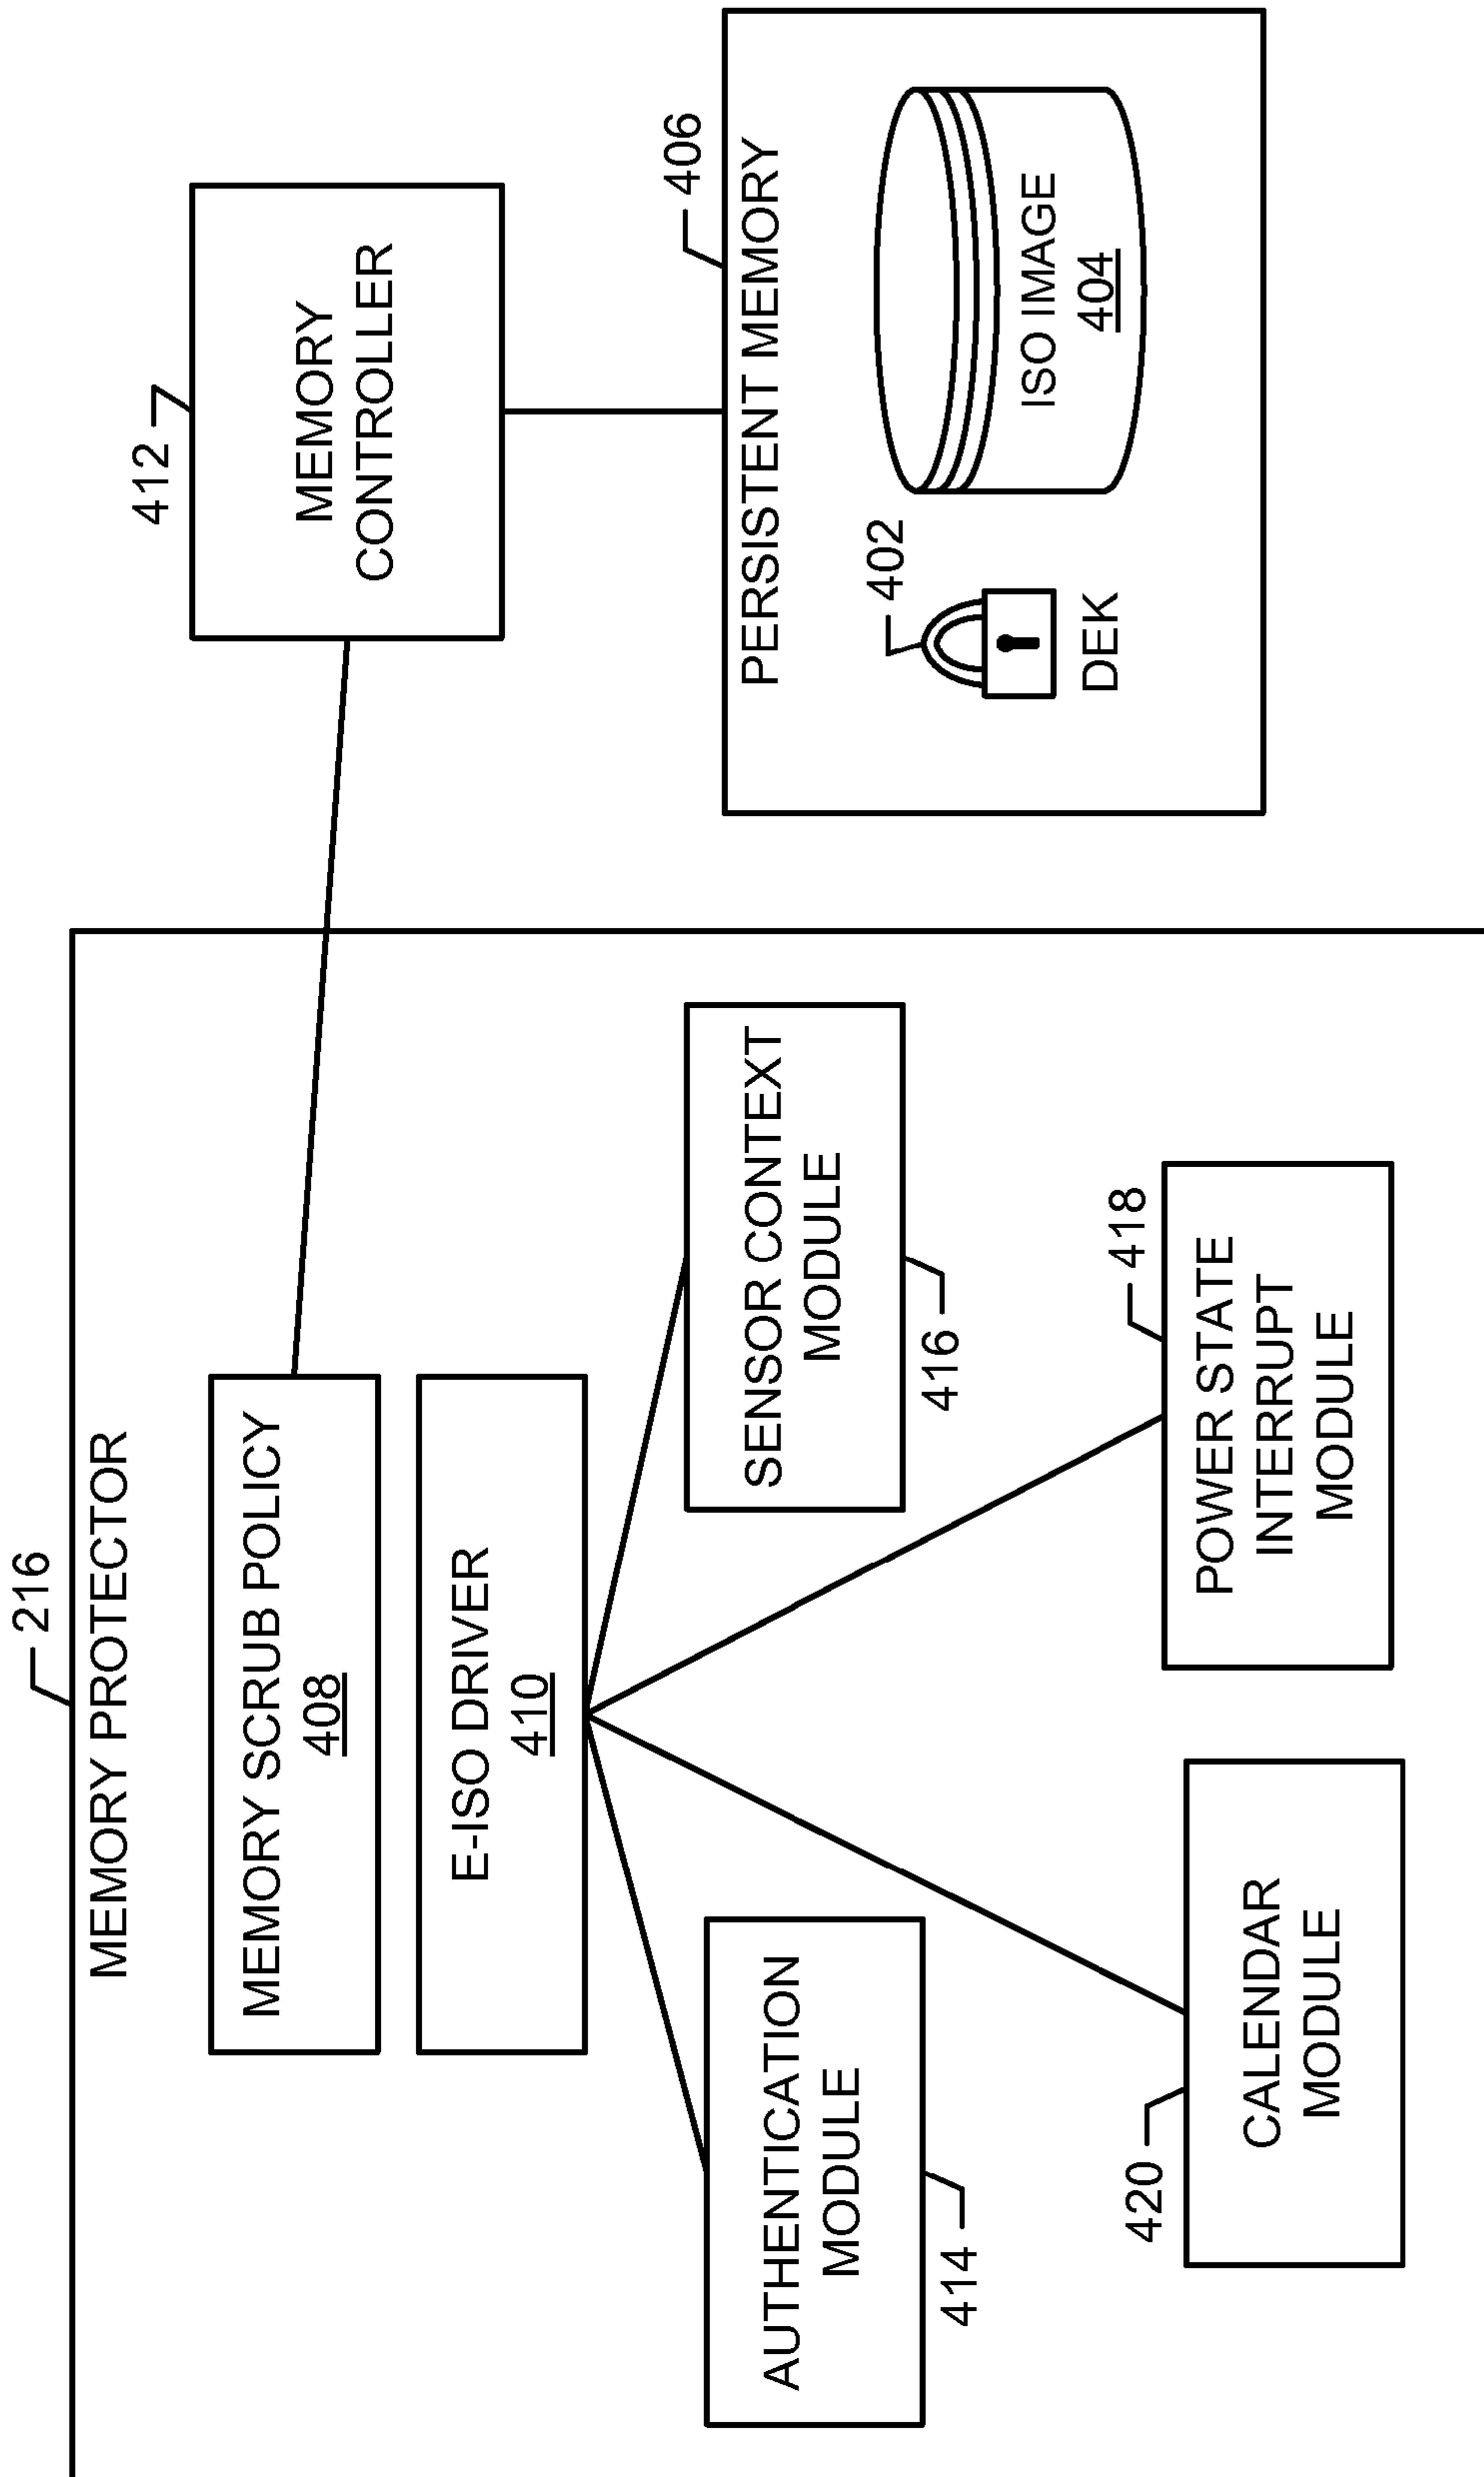 216
MEMORY PROTECTOR
MEMORY SCRUB POLICY
408
E-ISO DRIVER
410
AUTHENTICATION
MODULE
414
SENSOR CONTEXT
MODULE
416
CALENDAR
MODULE
420
POWER STATE
INTERRUPT
MODULE
418
412
MEMORY
CONTROLLER
406
PERSISTENT MEMORY
402
DEK
ISO IMAGE
404